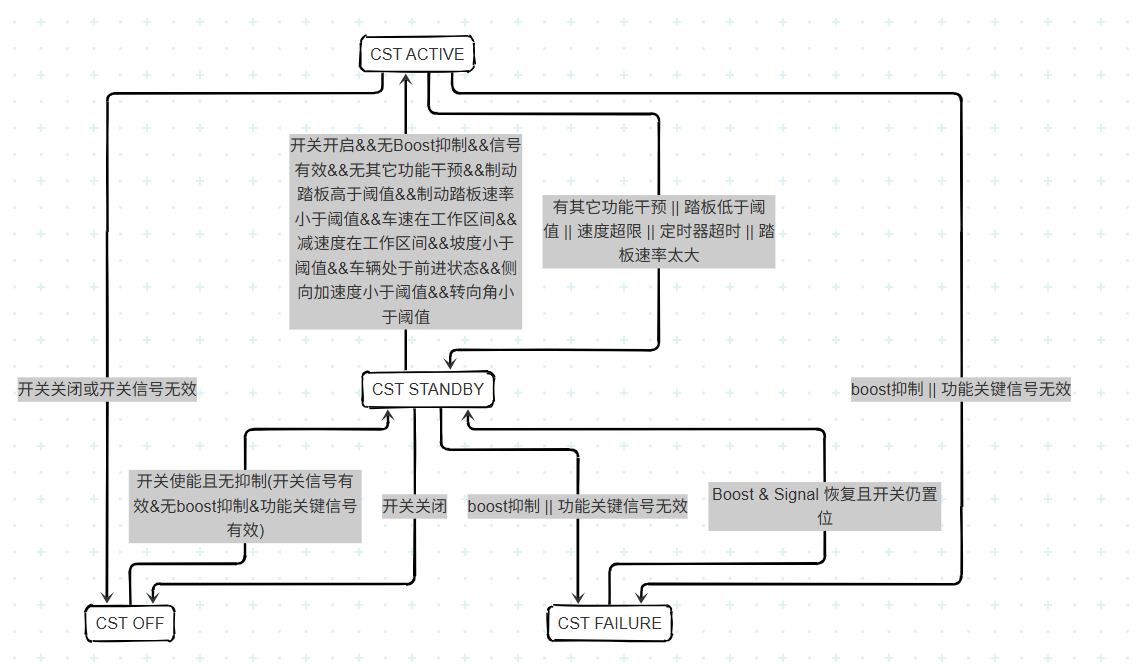 CST ACTIVE
开关开启&&无Boost抑制&&信号
有效&&无其它功能干预&&制动
踏板高于阈值&&制动踏板速率
小于阈值&&车速在工作区间&&
减速度在工作区间&&坡度小于
阈值&&车辆处于前进状态&&侧
向加速度小于阈值&&转向角小
于阈值
有其它功能干预 || 踏板低于阈
值 || 速度超限 || 定时器超时 || 踏
板速率太大
开关关闭或开关信号无效
CST STANDBY
boost抑制 || 功能关键信号无效
开关使能且无抑制(开关信号有
效&无boost抑制&功能关键信号
有效)
开关关闭
boost抑制 || 功能关键信号无效
Boost & Signal 恢复且开关仍置
位
CST OFF
CST FAILURE